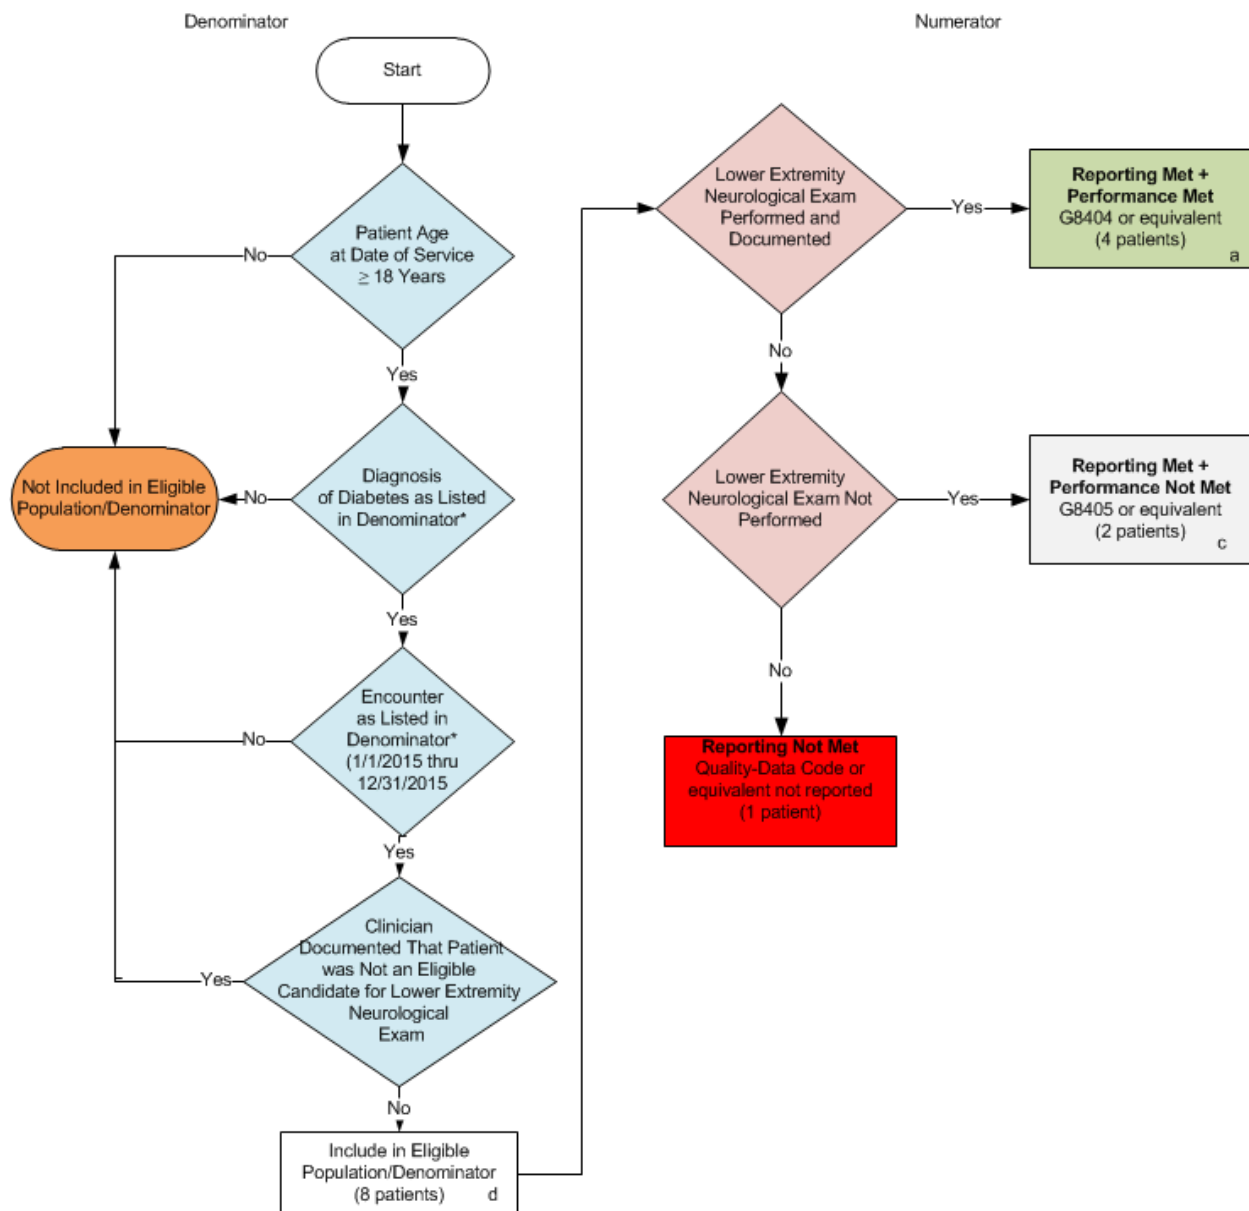 Denominator
Numerator
Start
Patient Age
at Date of Service
≥ 18 Years
No
Yes
Diagnosis
of Diabetes as Listed
in Denominator*
No
Not Included in Eligible
Population/Denominator
Yes
Encounter
as Listed in
Denominator*
(1/1/2015 thru
12/31/2015
No
Yes
Clinician
Documented That Patient
was Not an Eligible
Candidate for Lower Extremity
Neurological
Exam
Yes
No
Include in Eligible
Population/Denominator
(8 patients) d
Lower Extremity
Neurological Exam
Performed and
Documented
Yes
Reporting Met +
Performance Met
G8404 or equivalent
(4 patients)
a
No
Lower Extremity
Neurological Exam Not
Performed
Yes
Reporting Met +
Performance Not Met
G8405 or equivalent
(2 patients)
c
No
Reporting Not Met
Quality-Data Code or
equivalent not reported
(1 patient)